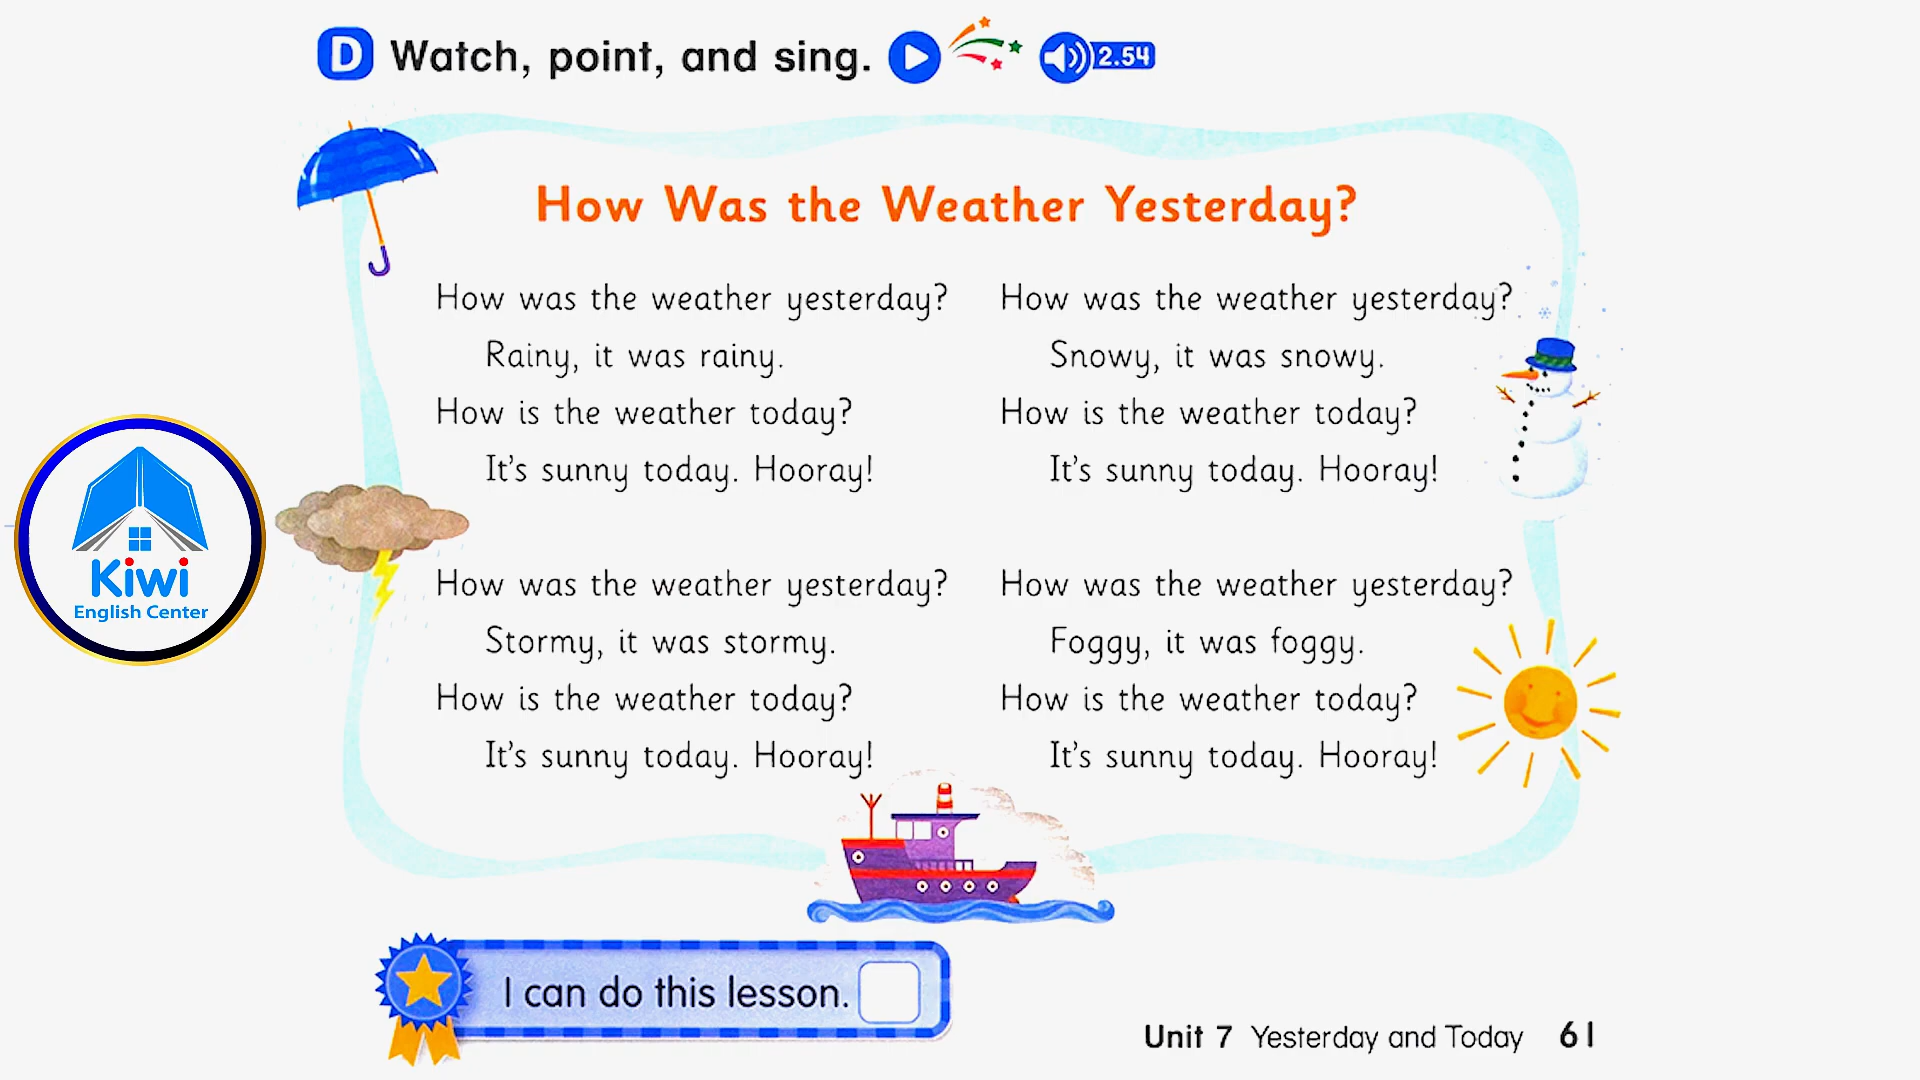 D Watch, point, and sing. 2.54
How Was the Weather Yesterday?
How was the weather yesterday?
Rainy, it was rainy.
How is the weather today?
It's sunny today. Hooray!
How was the weather yesterday?
Stormy, it was stormy.
How is the weather today?
It's sunny today. Hooray!
How was the weather yesterday?
Snowy, it was snowy.
How is the weather today?
It's sunny today. Hooray!
How was the weather yesterday?
Foggy, it was foggy.
How is the weather today?
It's sunny today. Hooray!
Kiwi
English Center
I can do this lesson.
Unit 7 Yesterday and Today 61